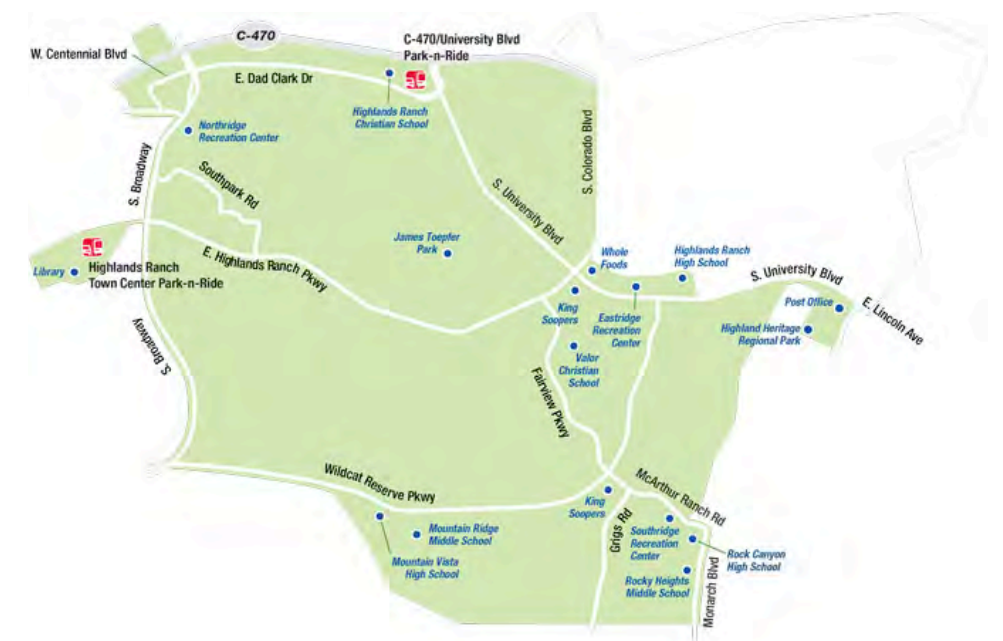 C-470
C-470/University Blvd
Park-n-Ride
W. Centennial Blvd
E. Dad Clark Dr
Highlands Ranch
Christian School
Northridge
Recreation Center
S. Broadway
Southpark Rd
S. Colorado Blvd
S. University Blvd
James Toepfer
Park
E. Highlands Ranch Pkwy
Library
Highlands Ranch
Town Center Park-n-Ride
Whole
Foods
Highlands Ranch
High School
S. University Blvd
Post Office
E. Lincoln Ave
King
Soopers
Eastridge
Recreation
Center
Highland Heritage
Regional Park
Valor
Christian
School
S. Broadway
Fairview Pkwy
Wildcat Reserve Pkwy
McArthur Ranch Rd
King
Soopers
Grigs Rd
Southridge
Recreation
Center
Mountain Ridge
Middle School
Mountain Vista
High School
Rock Canyon
High School
Rocky Heights
Middle School
Monarch Blvd